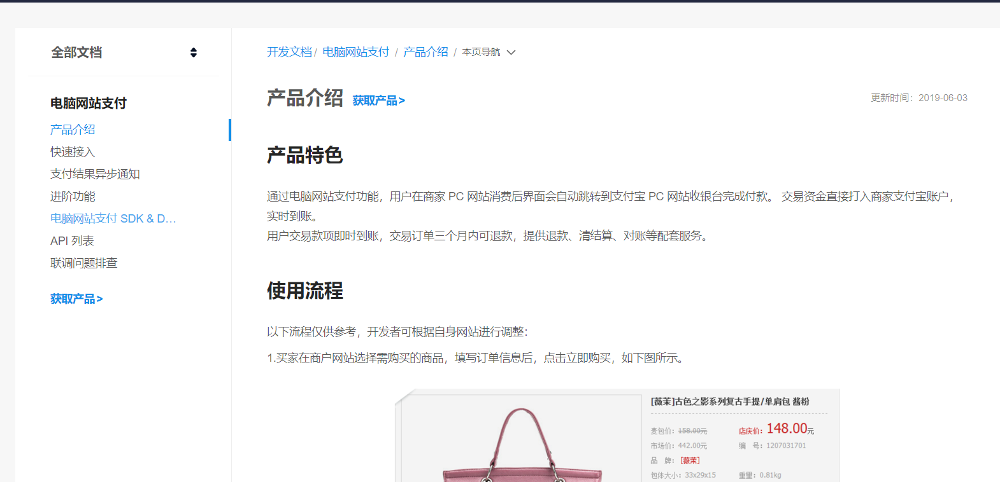 全部文档
电脑网站支付
产品介绍
快速接入
支付结果异步通知
进阶功能
电脑网站支付 SDK & D...
API 列表
联调问题排查
获取产品>
开发文档 / 电脑网站支付 / 产品介绍 / 本页导航
产品介绍 获取产品>
更新时间：2019-06-03
产品特色
通过电脑网站支付功能，用户在商家 PC 网站消费后界面会自动跳转到支付宝 PC 网站收银台完成付款。 交易资金直接打入商家支付宝账户，
实时到账。
用户交易款项即时到账，交易订单三个月内可退款，提供退款、清结算、对账等配套服务。
使用流程
以下流程仅供参考，开发者可根据自身网站进行调整：
1.买家在商户网站选择需购买的商品，填写订单信息后，点击立即购买，如下图所示。
[薇茉]古色之影系列复古手提/单肩包 酱粉
麦包价：158.00元 店庆价：148.00元
市场价：442.00元 编 号：1207031701
品 牌：[薇茉]
包体大小：33x29x15 重量：0.81kg